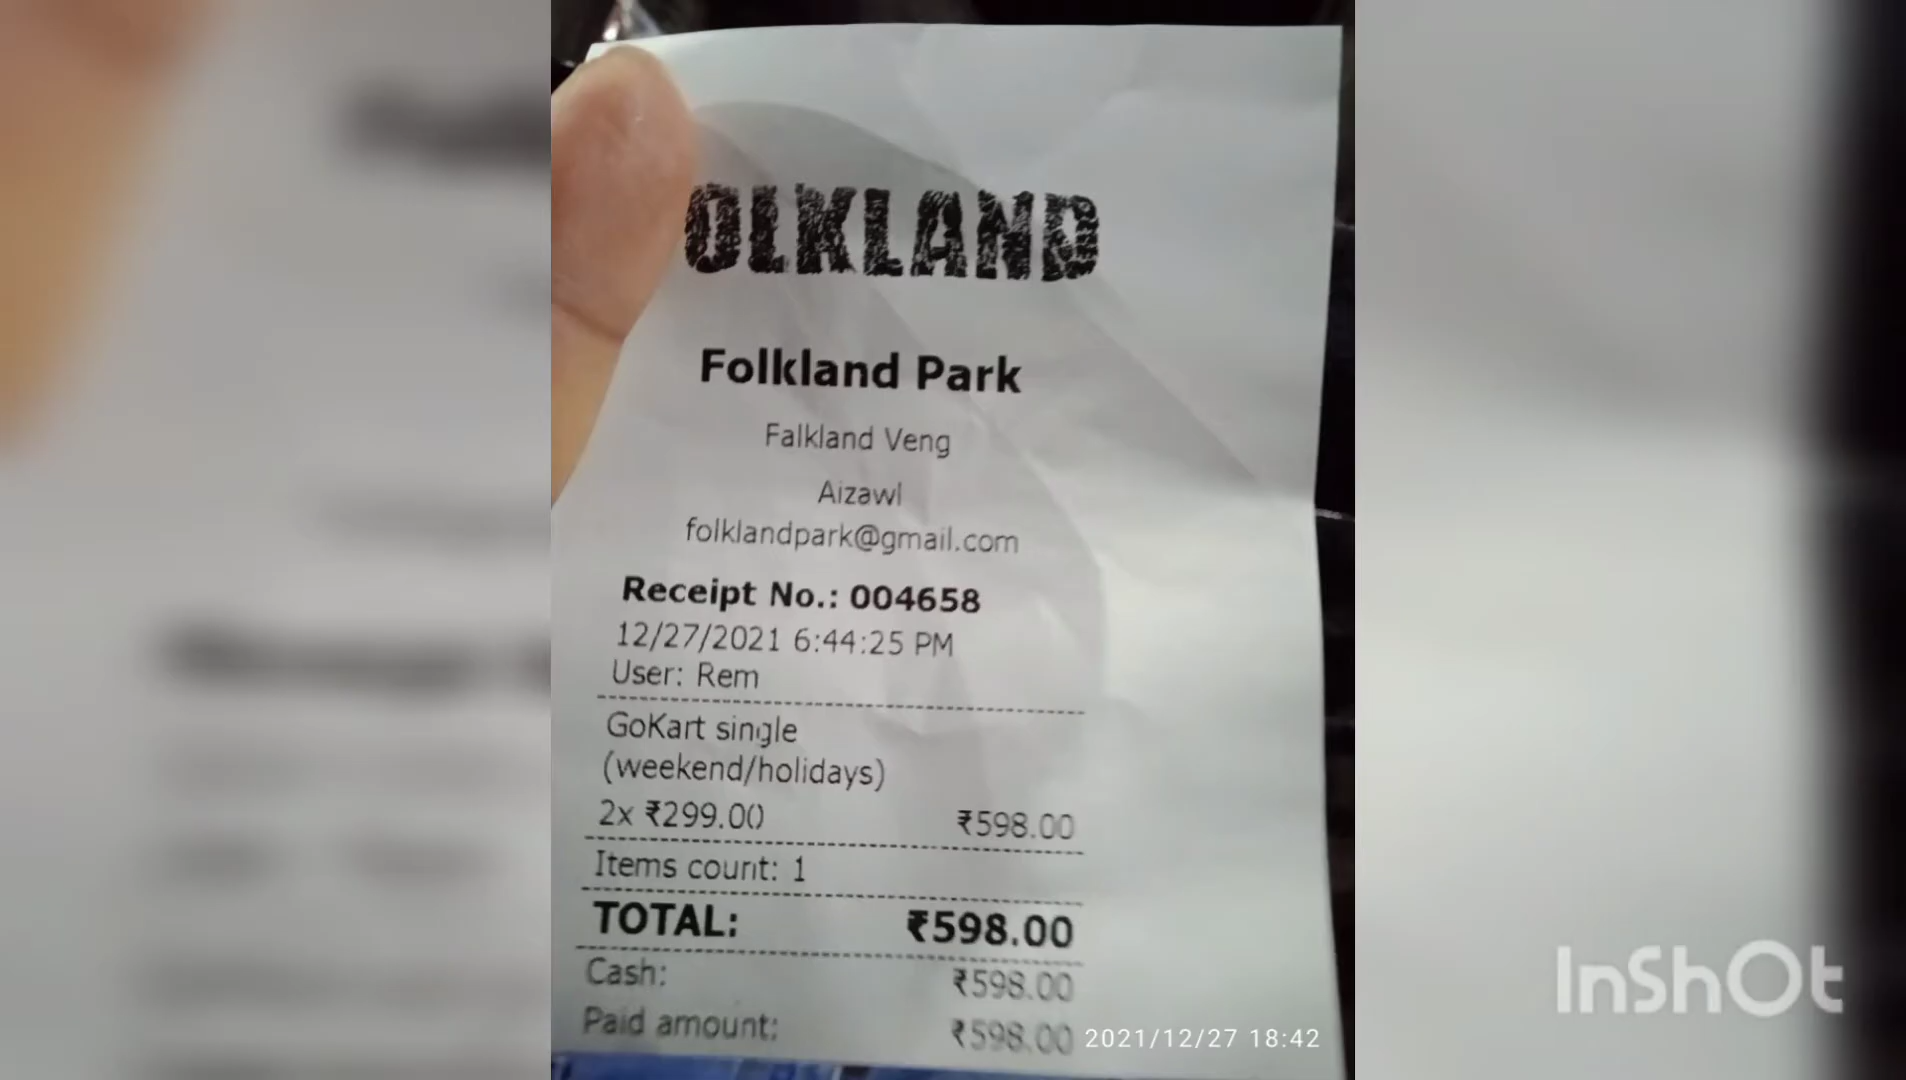 OLKLAND
Folkland Park
Falkland Veng
Aizawl
folklandpark@gmail.com
Receipt No.: 004658
12/27/2021 6:44:25 PM
User: Rem
GoKart single
(weekend/holidays)
2x ₹299.00 ₹598.00
Items count: 1
TOTAL: ₹598.00
Cash: ₹598.00
Paid amount: ₹598.00
2021/12/27 18:42
InShOt